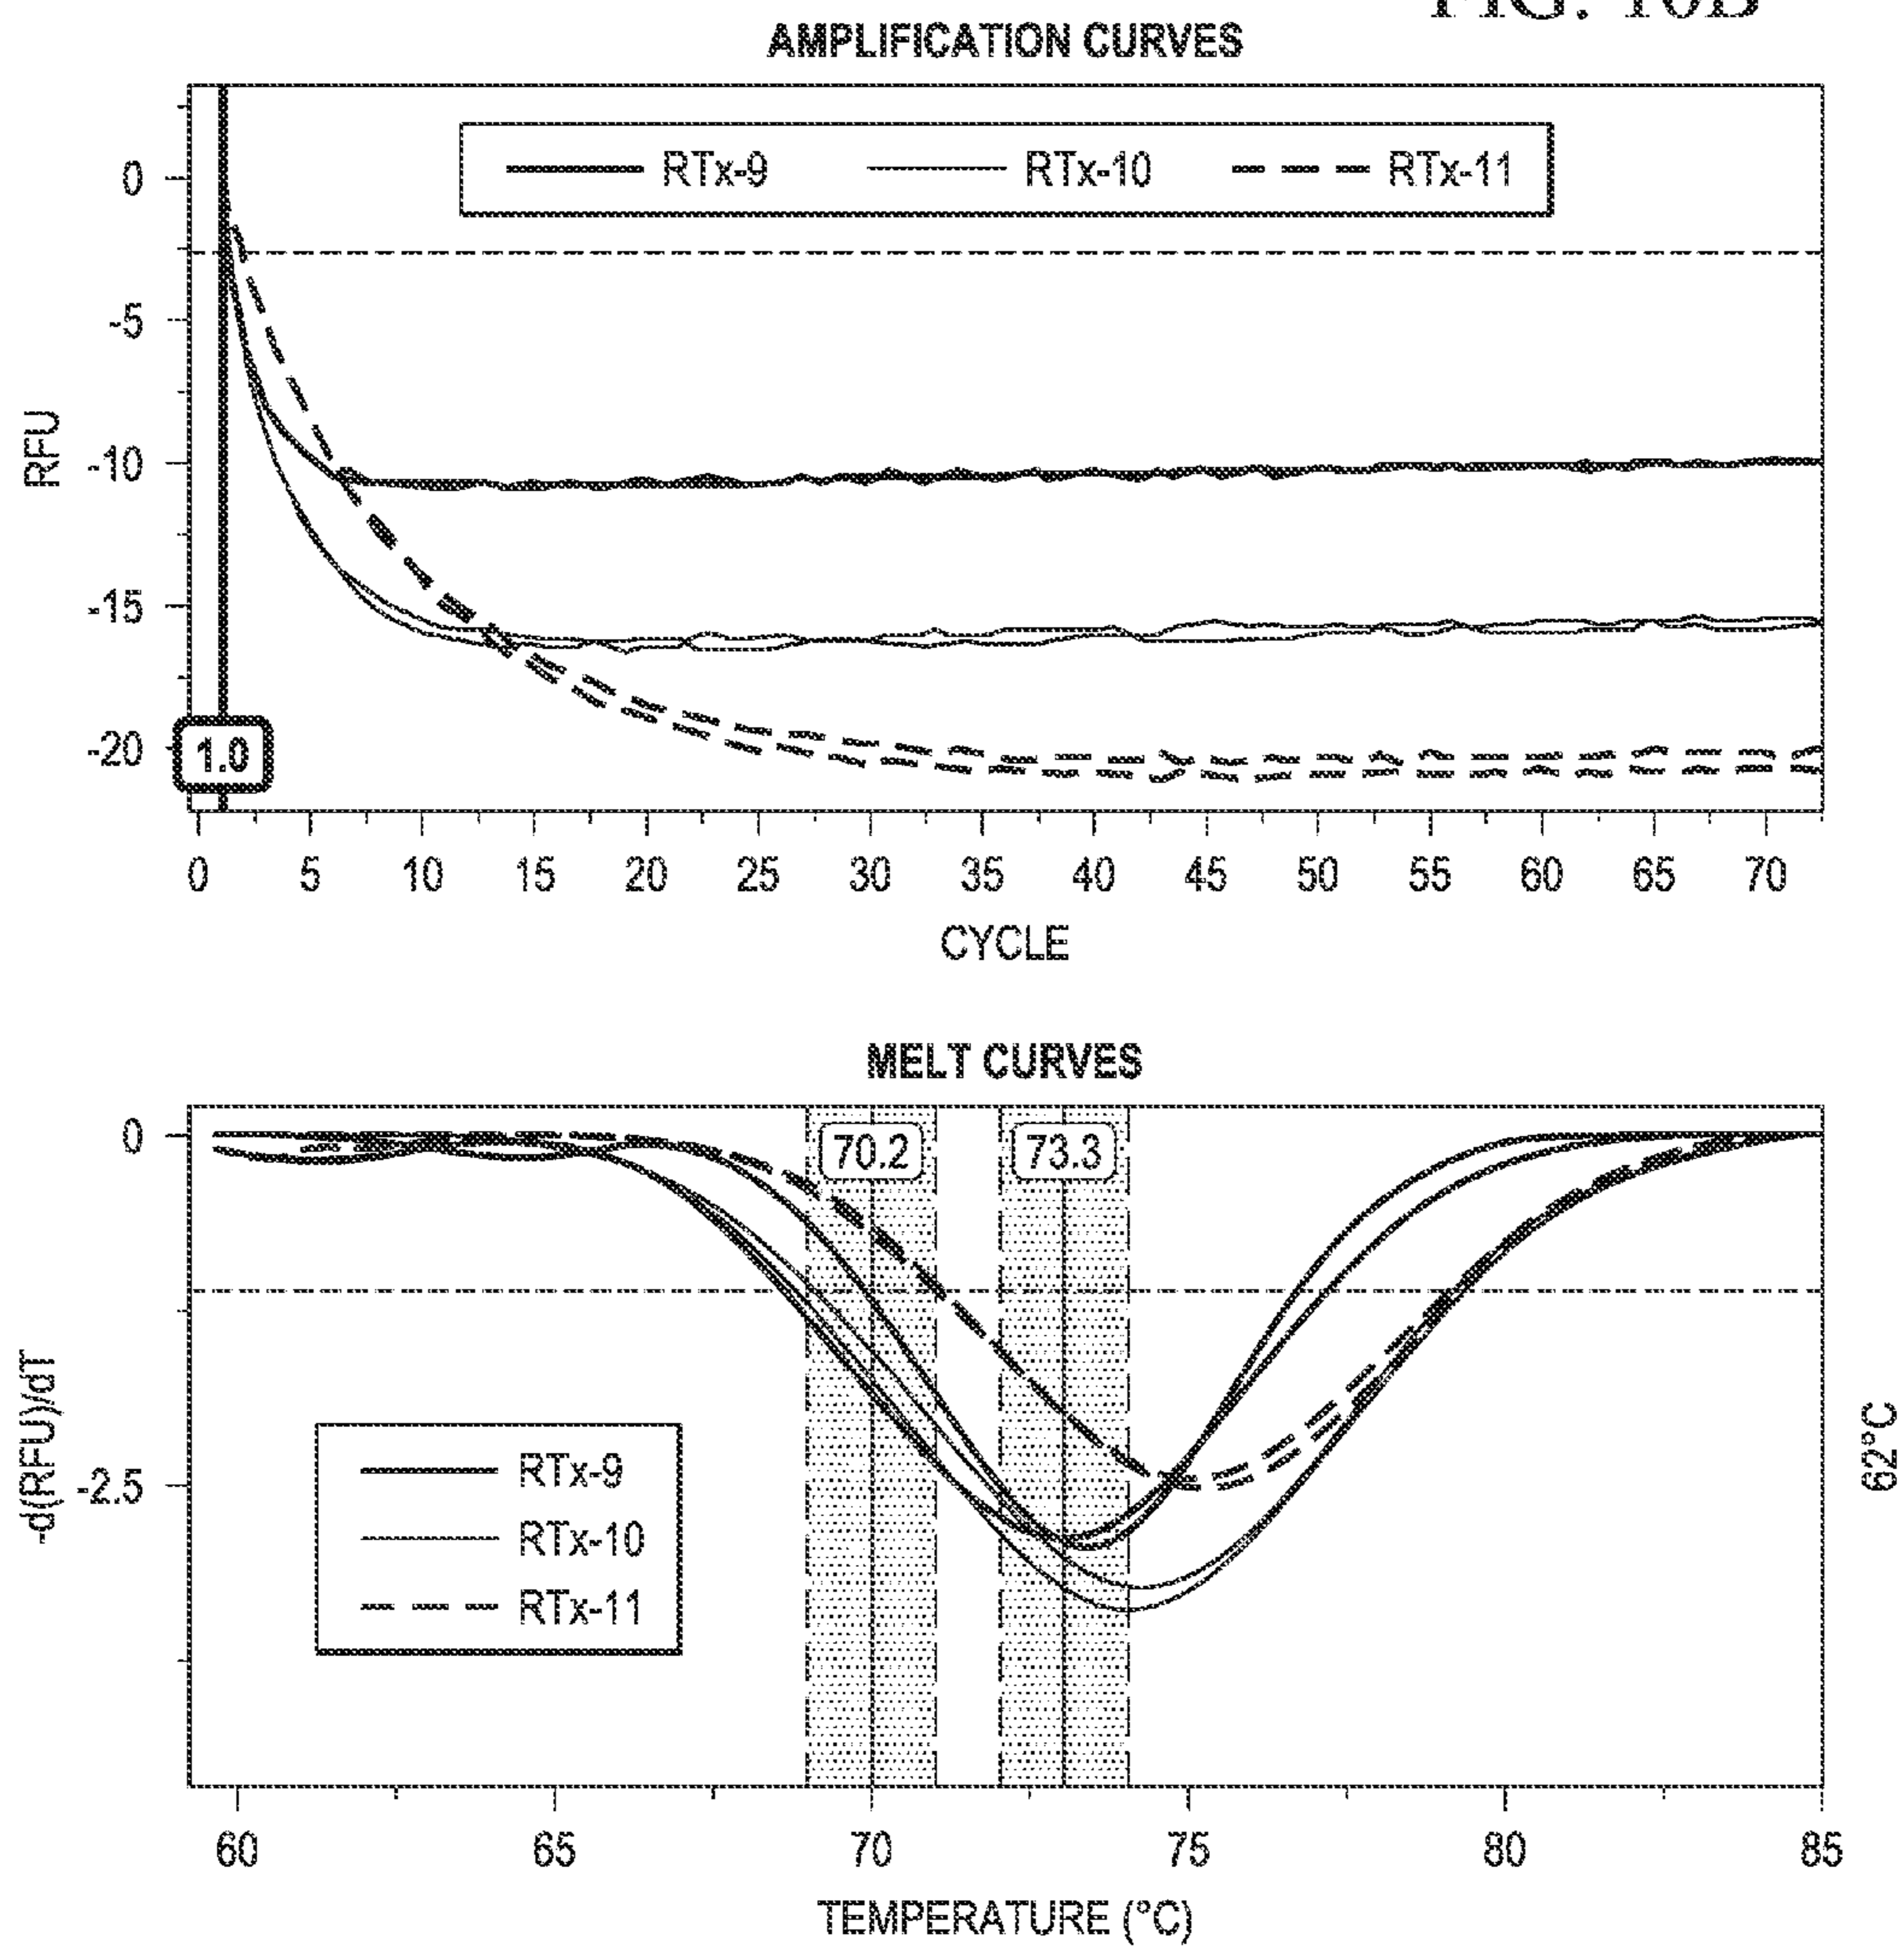 FIG. 10B
AMPLIFICATION CURVES
RTx-9 RTx-10 RTx-11
0
-5
-10
-15
-20
RFU
1.0
0 5 10 15 20 25 30 35 40 45 50 55 60 65 70
CYCLE
MELT CURVES
0
-2.5
-d(RFU)/dT
70.2 73.3
RTx-9
RTx-10
RTx-11
62°C
60 65 70 75 80 85
TEMPERATURE (°C)